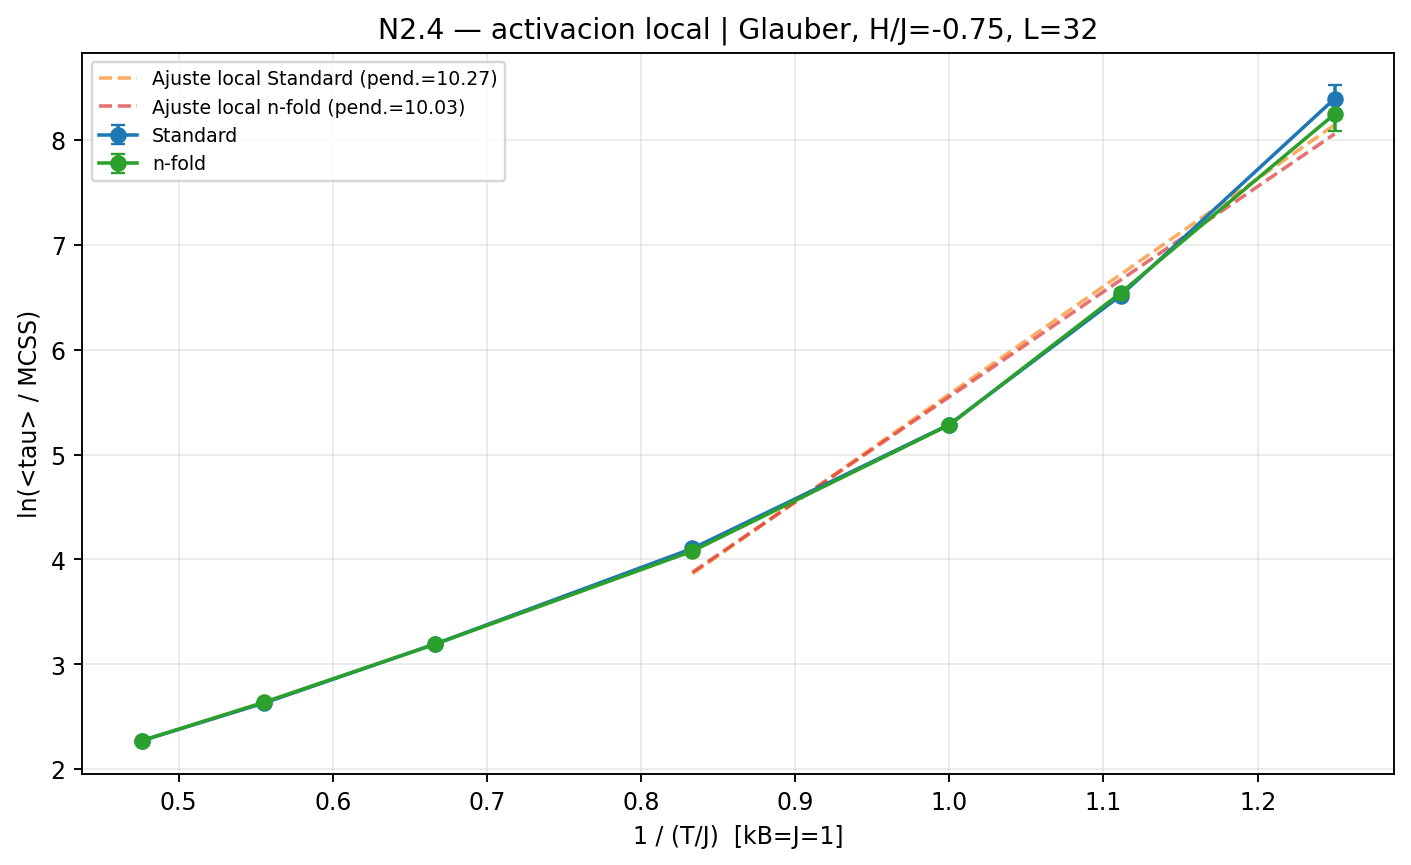 N2.4 — activacion local | Glauber, H/J=-0.75, L=32
Ajuste local Standard (pend.=10.27)
Ajuste local n-fold (pend.=10.03)
Standard
n-fold
ln(<tau> / MCSS)
8
7
6
5
4
3
2
0.5 0.6 0.7 0.8 0.9 1.0 1.1 1.2
1 / (T/J) [kB=J=1]